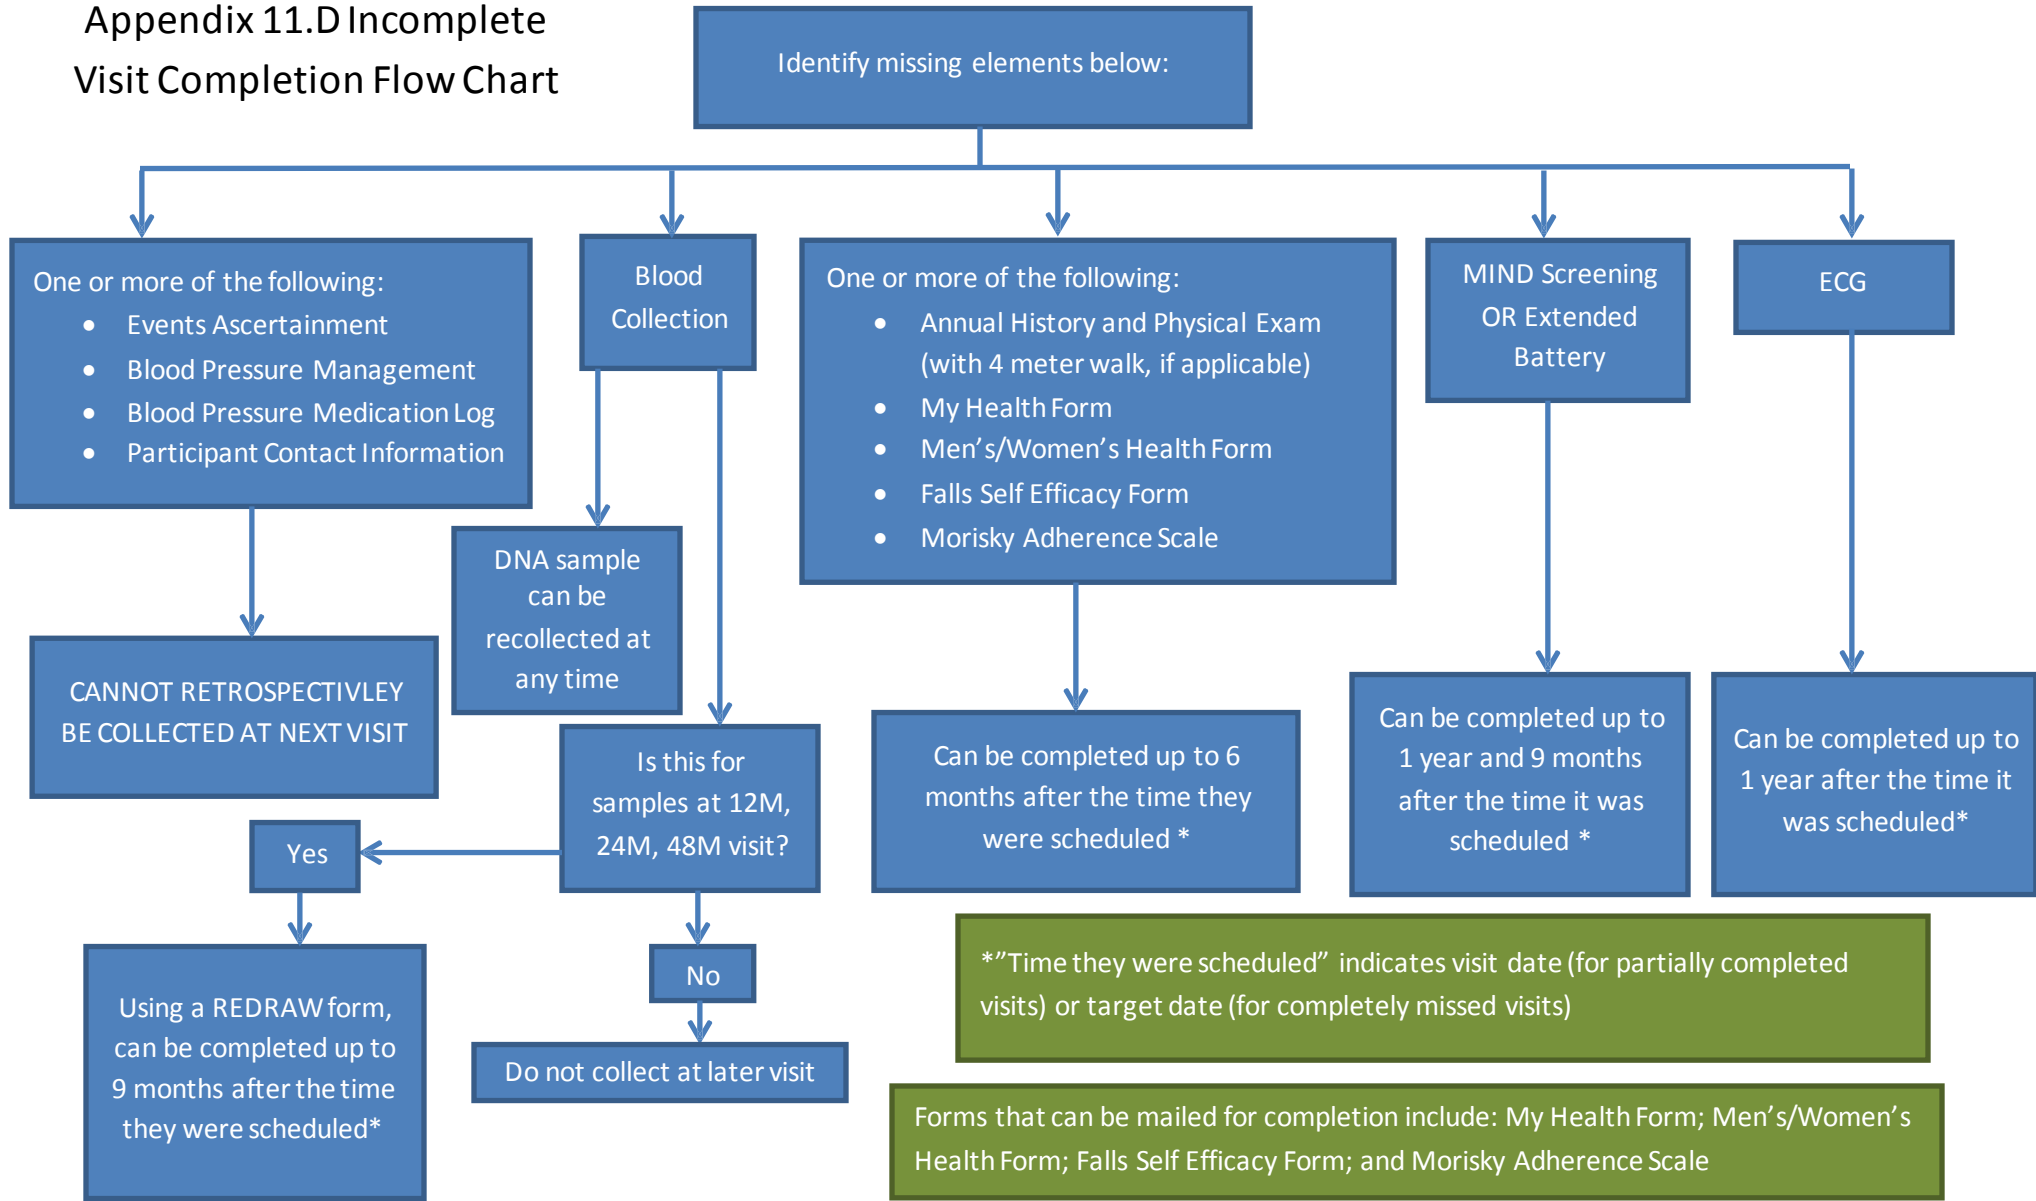 Appendix 11.D Incomplete
Visit Completion Flow Chart
Identify missing elements below:
One or more of the following:
• Events Ascertainment
• Blood Pressure Management
• Blood Pressure Medication Log
• Participant Contact Information
Blood
Collection
One or more of the following:
• Annual History and Physical Exam
(with 4 meter walk, if applicable)
• My Health Form
• Men's/Women's Health Form
• Falls Self Efficacy Form
• Morisky Adherence Scale
MIND Screening
OR Extended
Battery
ECG
CANNOT RETROSPECTIVLEY
BE COLLECTED AT NEXT VISIT
DNA sample
can be
recollected at
any time
Is this for
samples at 12M,
24M, 48M visit?
Can be completed up to 6
months after the time they
were scheduled *
Can be completed up to
1 year and 9 months
after the time it was
scheduled *
Can be completed up to
1 year after the time it
was scheduled*
Yes
No
Using a REDRAW form,
can be completed up to
9 months after the time
they were scheduled*
Do not collect at later visit
*”Time they were scheduled” indicates visit date (for partially completed
visits) or target date (for completely missed visits)
Forms that can be mailed for completion include: My Health Form; Men's/Women's
Health Form; Falls Self Efficacy Form; and Morisky Adherence Scale